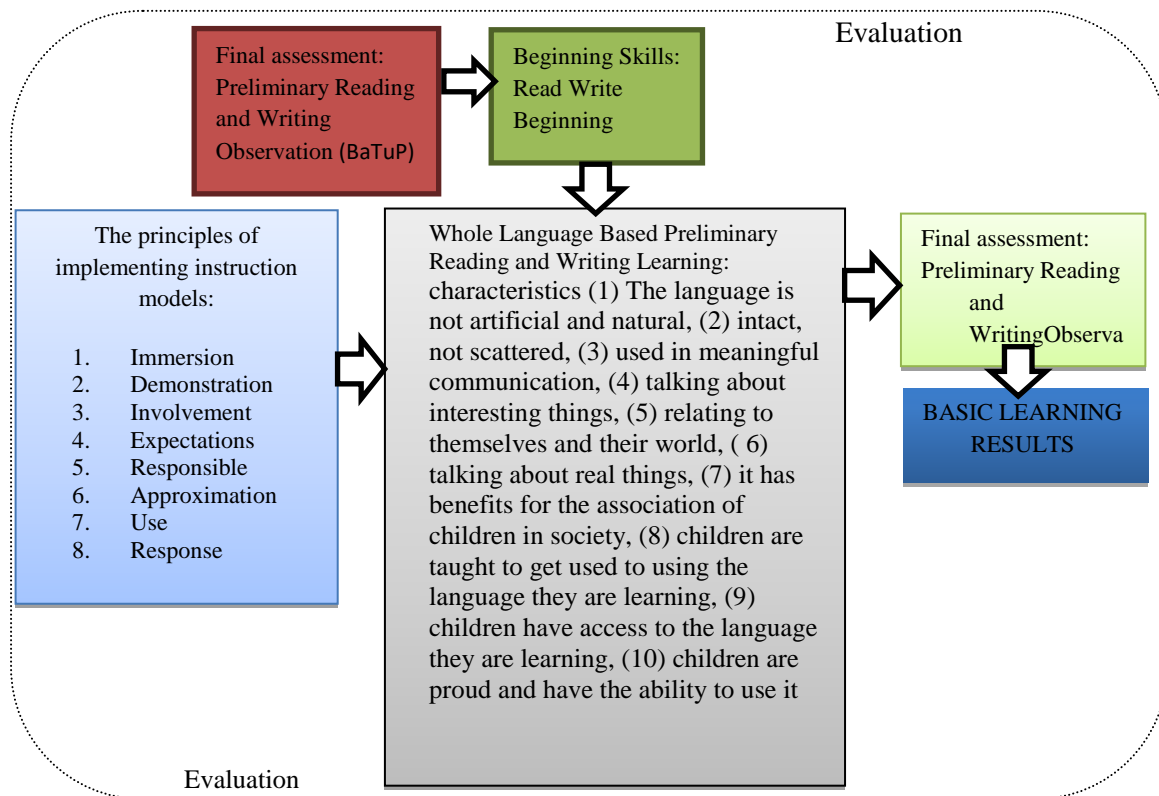 Evaluation
Final assessment:
Preliminary Reading
and Writing
Observation (BaTuP)
Beginning Skills:
Read Write
Beginning
The principles of
implementing instruction
models:
1. Immersion
2. Demonstration
3. Involvement
4. Expectations
5. Responsible
6. Approximation
7. Use
8. Response
Whole Language Based Preliminary
Reading and Writing Learning:
characteristics (1) The language is
not artificial and natural, (2) intact,
not scattered, (3) used in meaningful
communication, (4) talking about
interesting things, (5) relating to
themselves and their world, ( 6)
talking about real things, (7) it has
benefits for the association of
children in society, (8) children are
taught to get used to using the
language they are learning, (9)
children have access to the language
they are learning, (10) children are
proud and have the ability to use it
Final assessment:
Preliminary Reading
and
WritingObserva
BASIC LEARNING
RESULTS
Evaluation